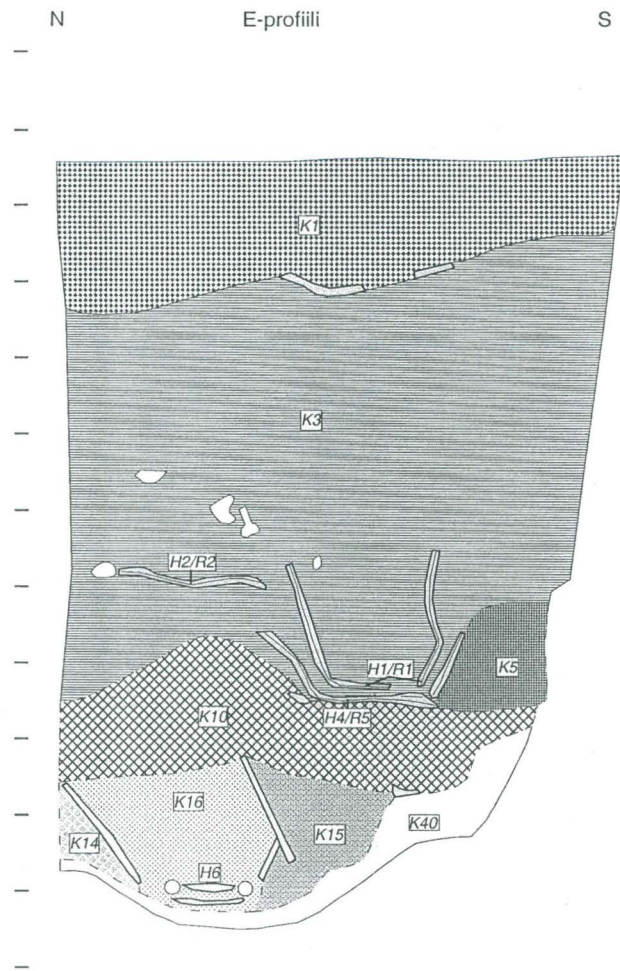 N E-profiili S
K1
K3
H2/R2
H1/R1
K5
K10
H4/R5
K16
K15
K40
K14
H6